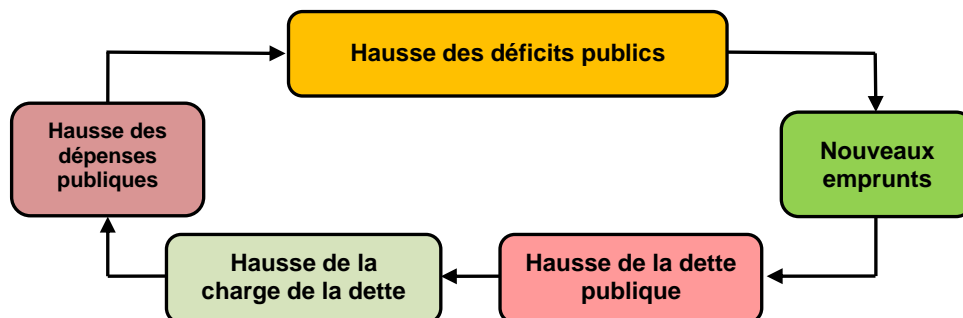 Hausse des déficits publics
Nouveaux
emprunts
Hausse de la dette
publique
Hausse de la
charge de la dette
Hausse des
dépenses
publiques